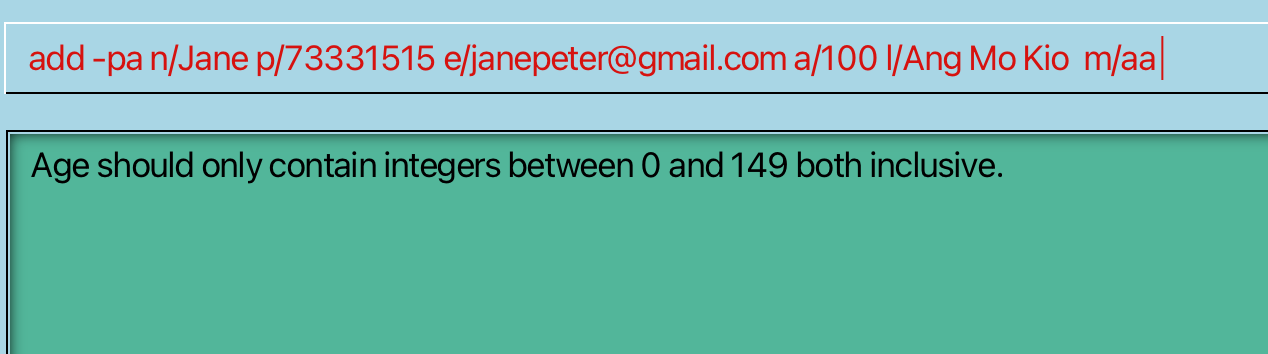 add -pa n/Jane p/73331515 e/janepeter@gmail.com a/100 l/Ang Mo Kio  m/aa
Age should only contain integers between 0 and 149 both inclusive.